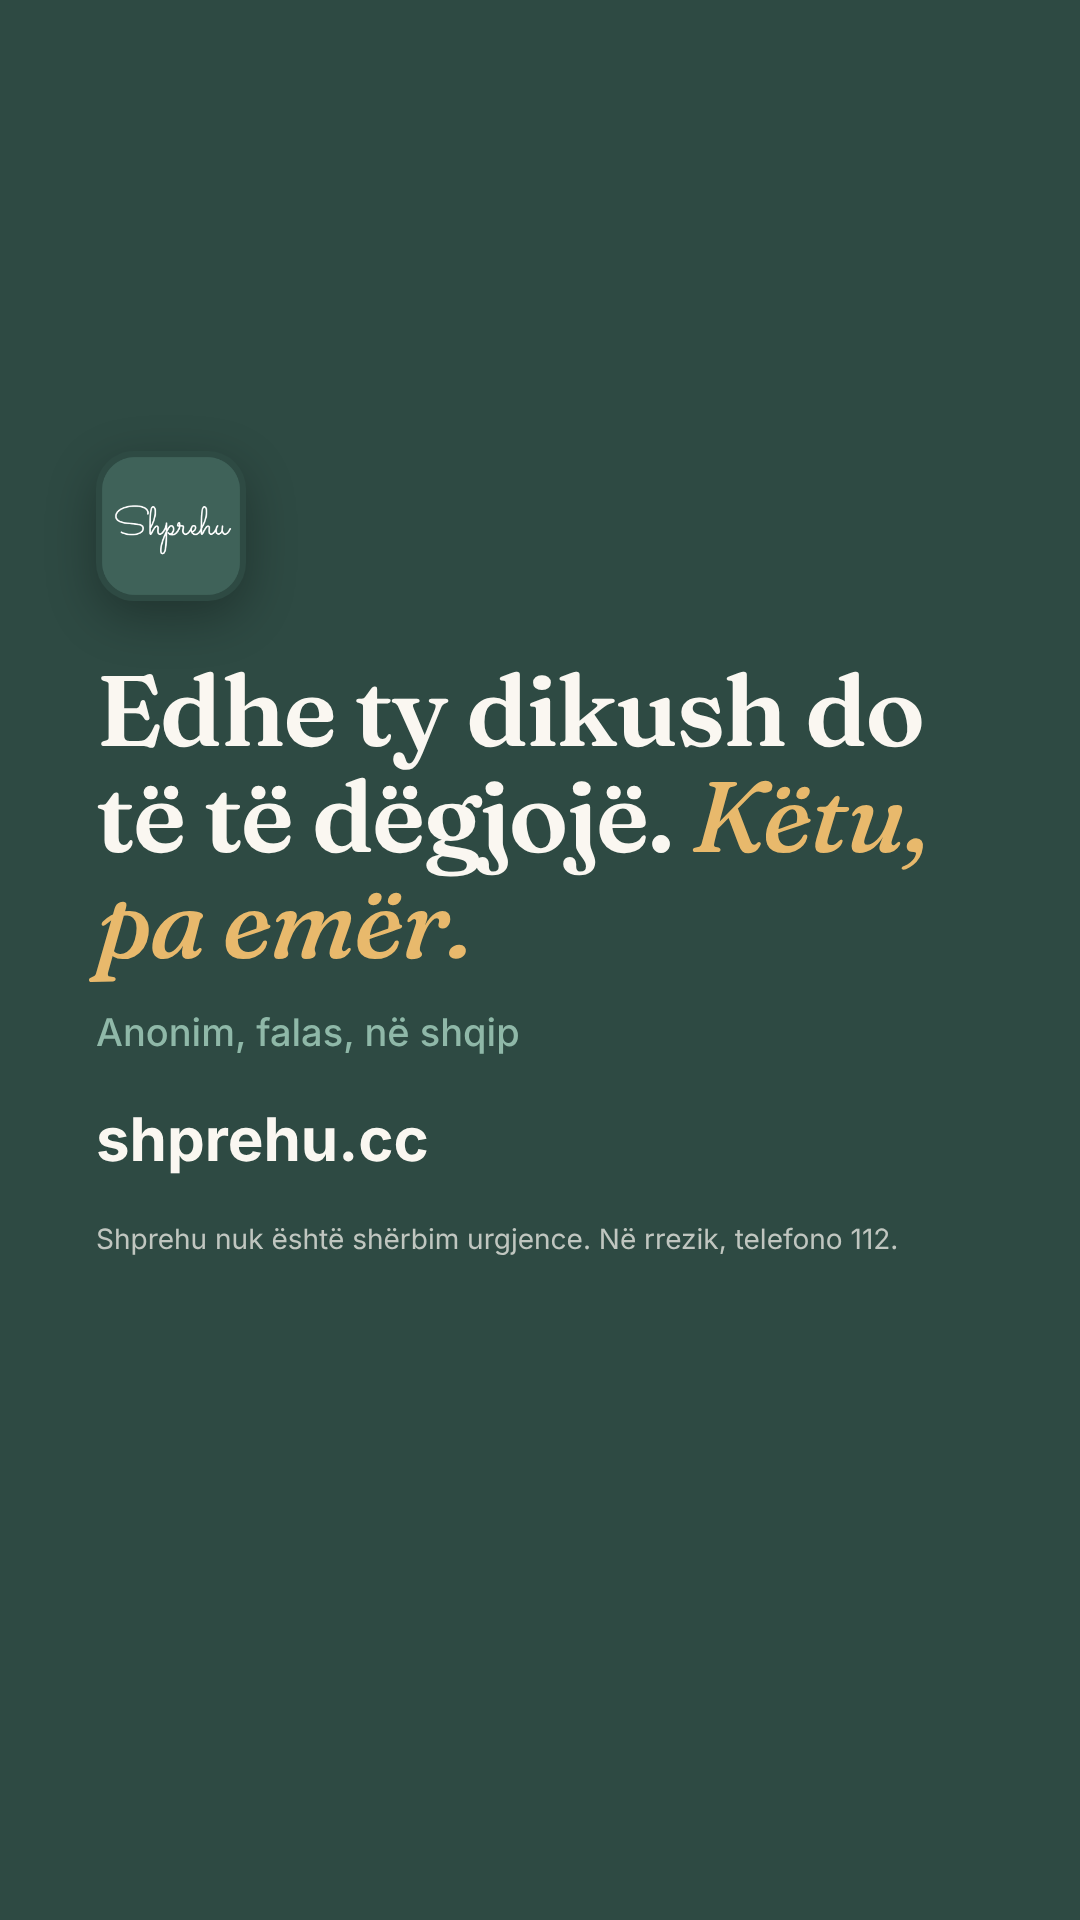 Shprehu
Edhe ty dikush do
të të dëgjojë. Këtu,
pa emër.
Anonim, falas, në shqip
shprehu.cc
Shprehu nuk është shërbim urgjence. Në rrezik, telefono 112.